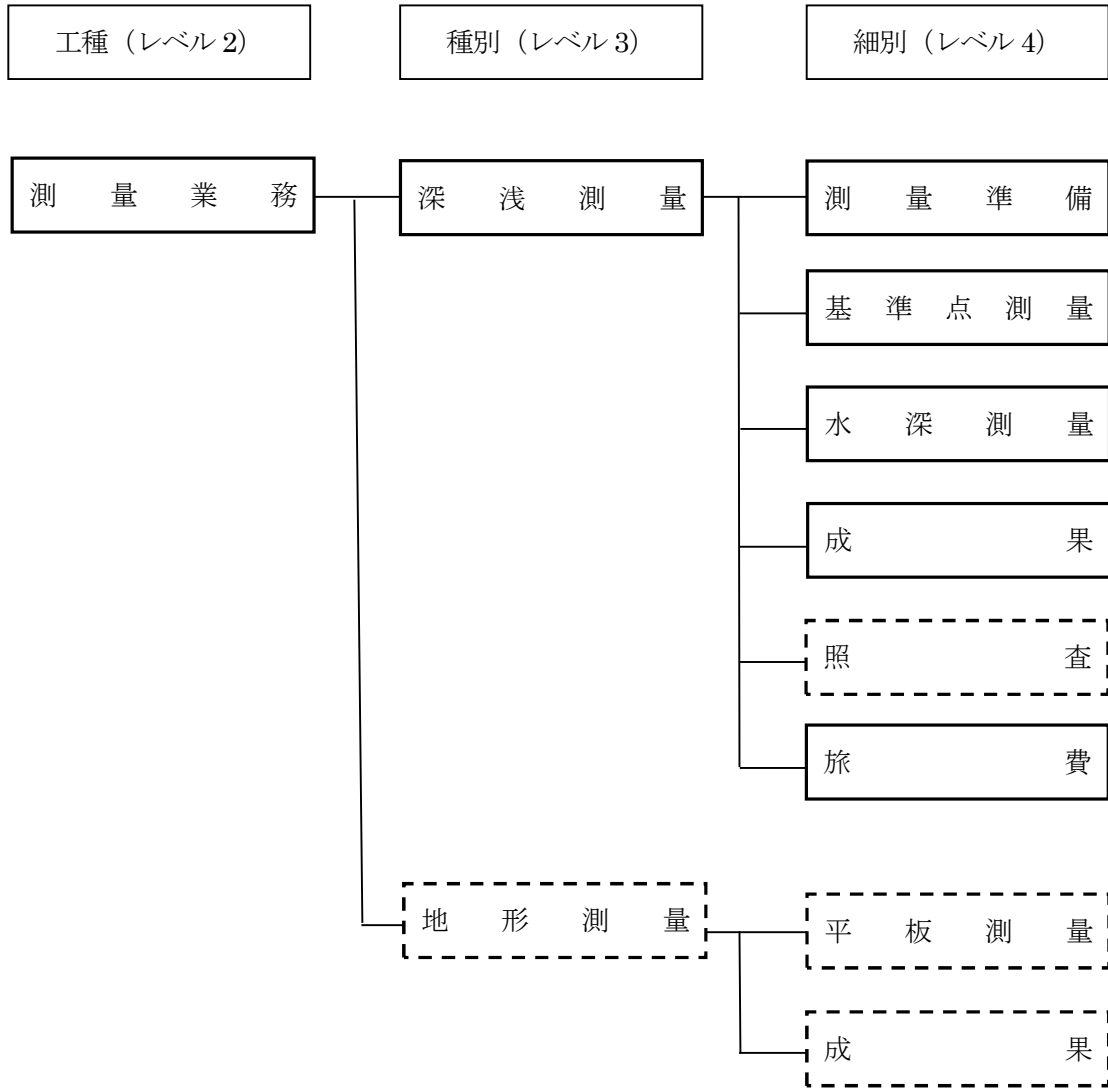 工種（レベル2） 種別（レベル3） 細別（レベル4）
測量業務 深浅測量 測量準備
基準点測量
水深測量
成果
照査
旅費
地形測量 平板測量
成果